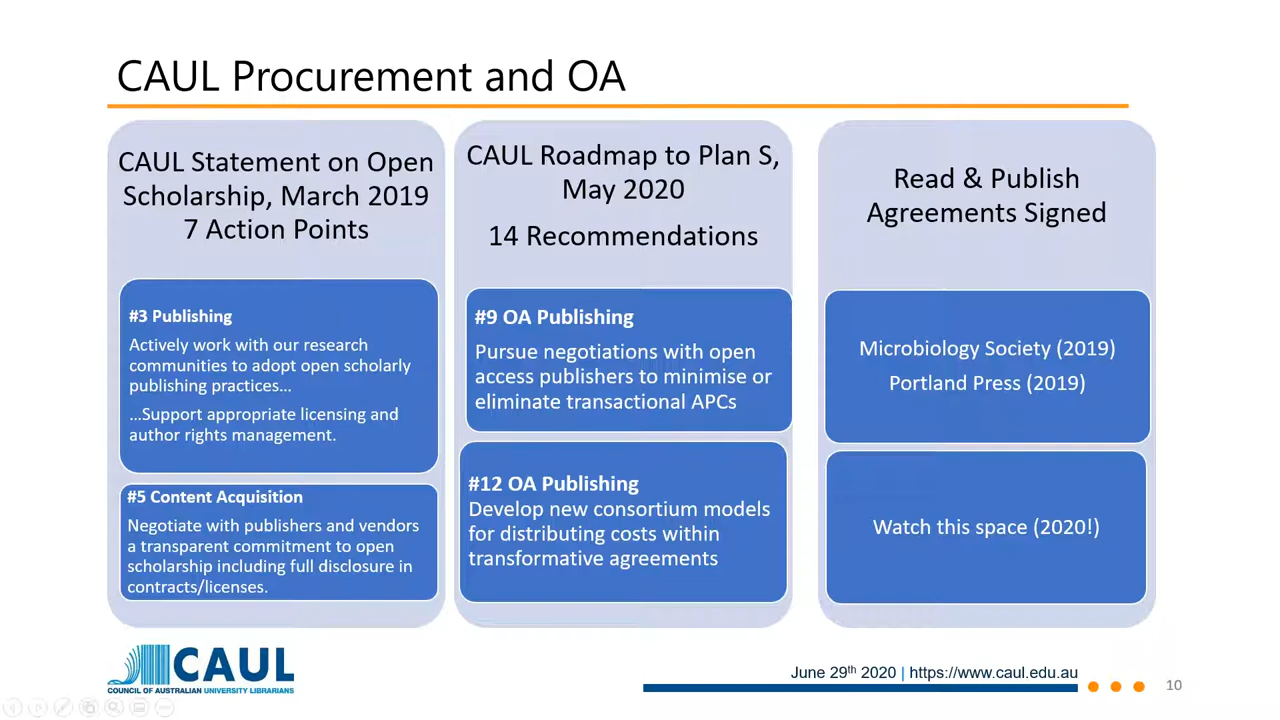 CAUL Procurement and OA
CAUL Statement on Open
Scholarship, March 2019
7 Action Points
#3 Publishing
Actively work with our research
communities to adopt open scholarly
publishing practices…
…Support appropriate licensing and
author rights management.
#5 Content Acquisition
Negotiate with publishers and vendors
a transparent commitment to open
scholarship including full disclosure in
contracts/licenses.
CAUL Roadmap to Plan S,
May 2020
14 Recommendations
#9 OA Publishing
Pursue negotiations with open
access publishers to minimise or
eliminate transactional APCs
#12 OA Publishing
Develop new consortium models
for distributing costs within
transformative agreements
Read & Publish
Agreements Signed
Microbiology Society (2019)
Portland Press (2019)
Watch this space (2020!)
CAUL
COUNCIL OF AUSTRALIAN UNIVERSITY LIBRARIANS
June 29th 2020 | https://www.caul.edu.au
10